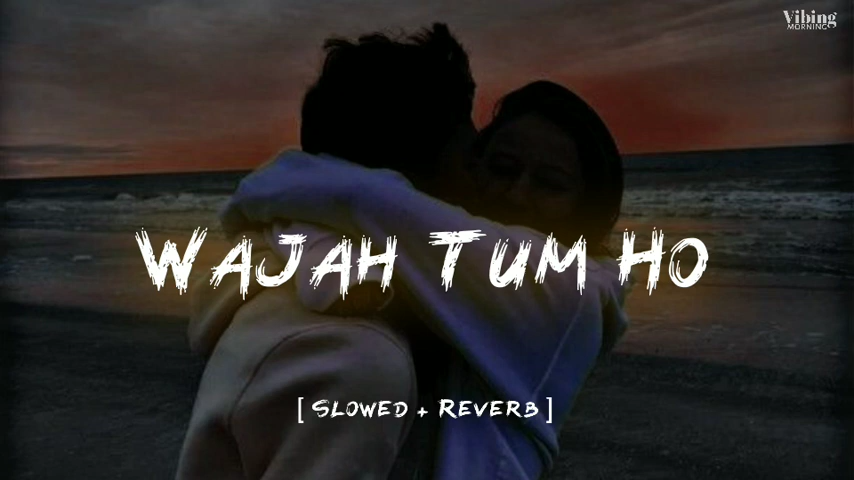 Vibing
MORNING
WAJAH TUM HO
[ SLOWED + REVERB ]